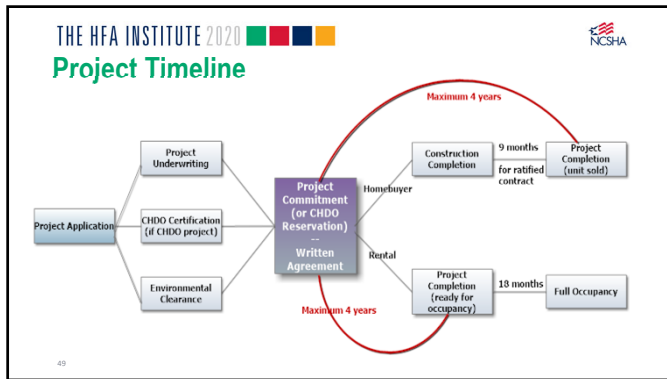 THE HFA INSTITUTE 2020
NCSHA
Project Timeline
Maximum 4 years
Project
Underwriting
Construction
Completion
9 months
for ratified
contract
Project
Completion
(unit sold)
Project Application
CHDO Certification
(if CHDO project)
Project
Commitment
(or CHDO
Reservation)
--
Written
Agreement
Homebuyer
Rental
Environmental
Clearance
Project
Completion
(ready for
occupancy)
18 months
Full Occupancy
Maximum 4 years
49